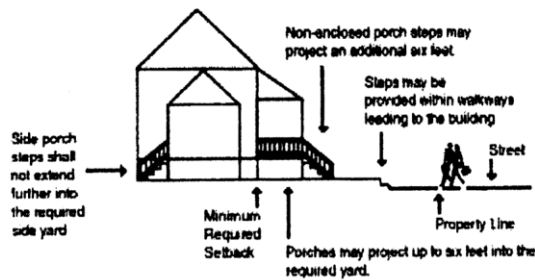 Non-enclosed porch steps may
project an additional six feet.
Steps may be
provided within walkways
leading to the building
Side porch
steps shall
not extend
further into
the required
side yard
Street
Minimum
Required
Setback
Property Line
Porches may project up to six feet into the
required yard.